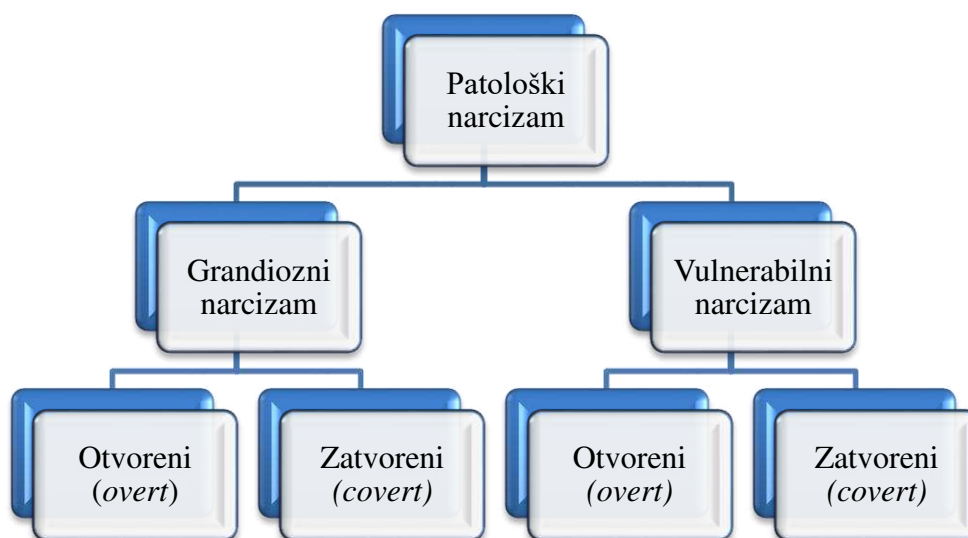 Patološki
narcizam
Grandiozni
narcizam
Vulnerabilni
narcizam
Otvoreni
(overt)
Zatvoreni
(covert)
Otvoreni
(overt)
Zatvoreni
(covert)